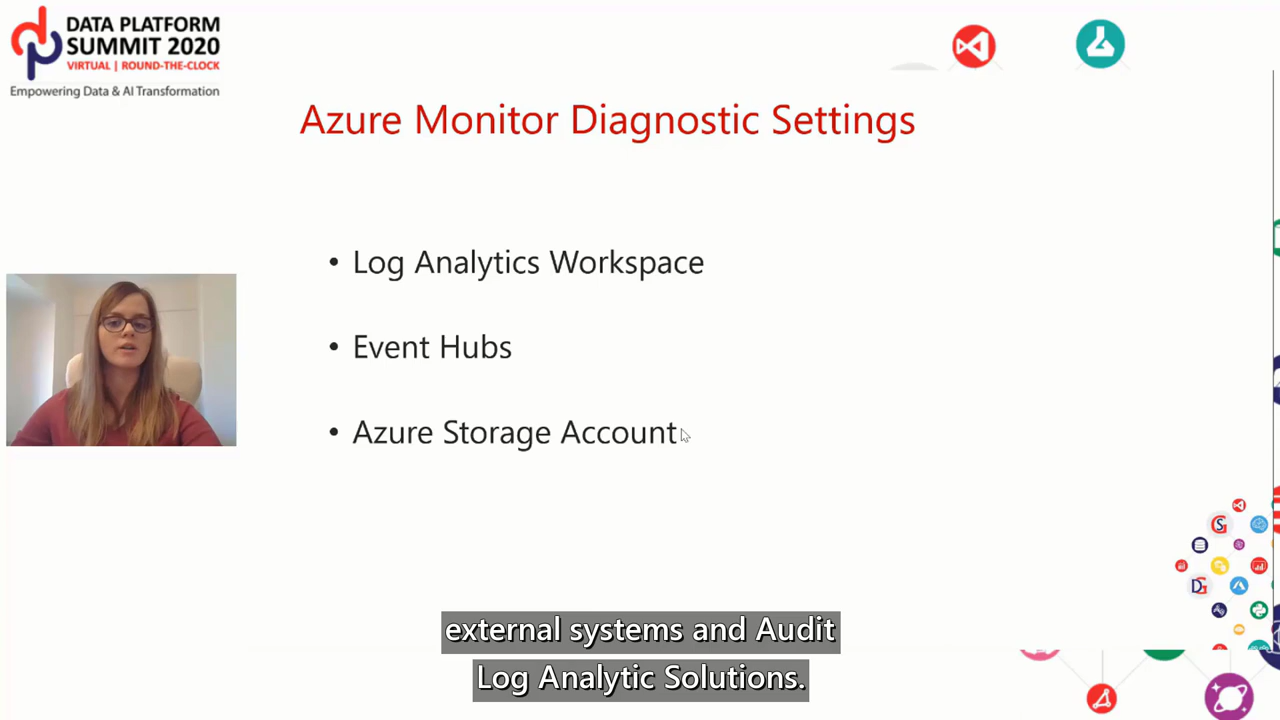 DATA PLATFORM
SUMMIT 2020
VIRTUAL | ROUND-THE-CLOCK
Empowering Data & AI Transformation
Azure Monitor Diagnostic Settings
• Log Analytics Workspace
• Event Hubs
• Azure Storage Account
external systems and Audit
Log Analytic Solutions.